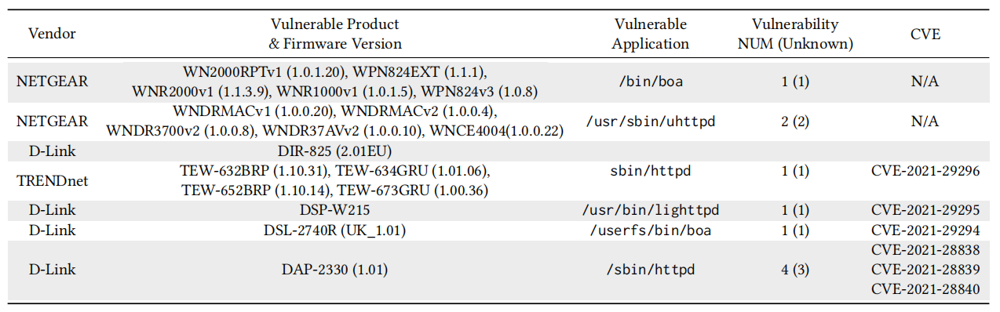 Vendor Vulnerable Product & Firmware Version Vulnerable Application Vulnerability NUM (Unknown) CVE
NETGEAR WN2000RPTv1 (1.0.1.20), WPN824EXT (1.1.1),
WNR2000v1 (1.1.3.9), WNR1000v1 (1.0.1.5), WPN824v3 (1.0.8) /bin/boa 1 (1) N/A
NETGEAR WNDRMACv1 (1.0.0.20), WNDRMACv2 (1.0.0.4),
WNDR3700v2 (1.0.0.8), WNDR37AVv2 (1.0.0.10), WNCE4004(1.0.0.22) /usr/sbin/uhttpd 2 (2) N/A
D-Link DIR-825 (2.01EU)
TRENDnet TEW-632BRP (1.10.31), TEW-634GRU (1.01.06),
TEW-652BRP (1.10.14), TEW-673GRU (1.00.36) sbin/httpd 1 (1) CVE-2021-29296
D-Link DSP-W215 /usr/bin/lighttpd 1 (1) CVE-2021-29295
D-Link DSL-2740R (UK_1.01) /userfs/bin/boa 1 (1) CVE-2021-29294
D-Link DAP-2330 (1.01) /sbin/httpd 4 (3) CVE-2021-28838
CVE-2021-28839
CVE-2021-28840